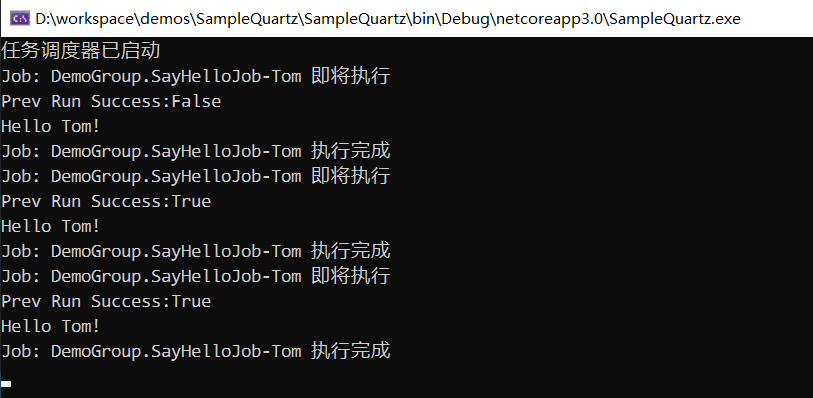 D:\workspace\demos\SampleQuartz\SampleQuartz\bin\Debug\netcoreapp3.0\SampleQuartz.exe
任务调度器已启动
Job: DemoGroup.SayHelloJob-Tom 即将执行
Prev Run Success:False
Hello Tom!
Job: DemoGroup.SayHelloJob-Tom 执行完成
Job: DemoGroup.SayHelloJob-Tom 即将执行
Prev Run Success:True
Hello Tom!
Job: DemoGroup.SayHelloJob-Tom 执行完成
Job: DemoGroup.SayHelloJob-Tom 即将执行
Prev Run Success:True
Hello Tom!
Job: DemoGroup.SayHelloJob-Tom 执行完成